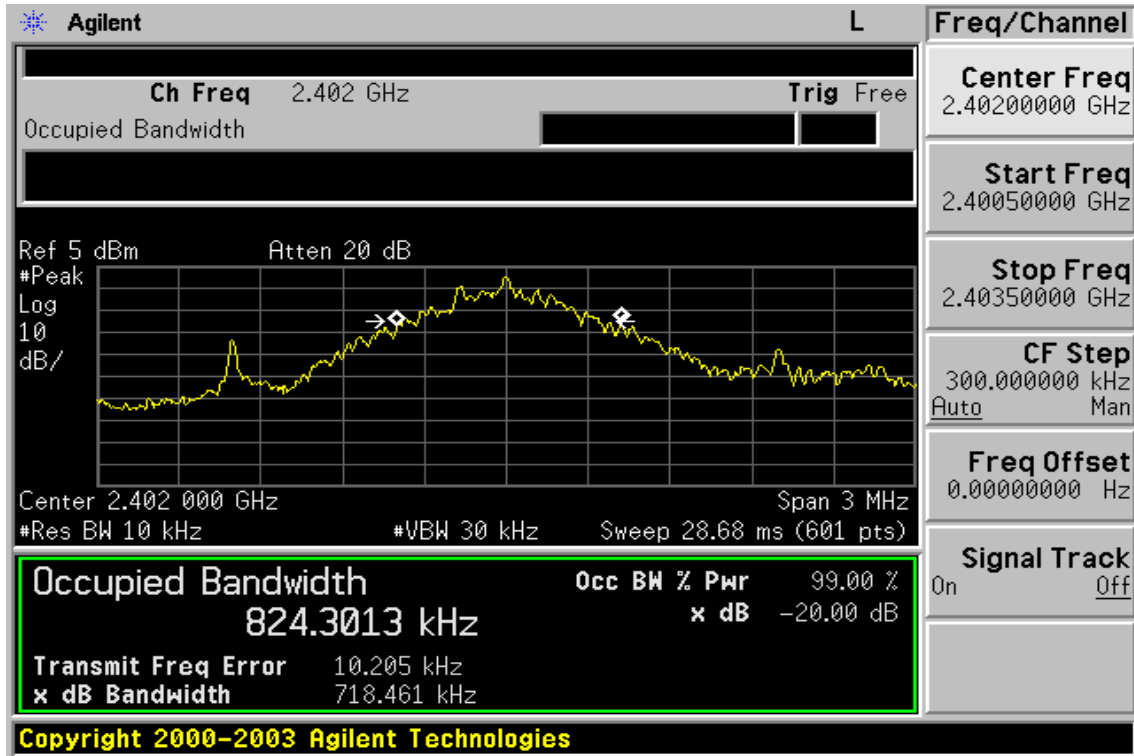 Agilent L
Ch Freq 2.402 GHz Trig Free
Occupied Bandwidth
Ref 5 dBm Atten 20 dB
#Peak
Log
10
dB/
Center 2.402 000 GHz Span 3 MHz
#Res BW 10 kHz #VBW 30 kHz Sweep 28.68 ms (601 pts)
Occupied Bandwidth
824.3013 kHz
Occ BW % Pwr 99.00 %
x dB -20.00 dB
Transmit Freq Error 10.205 kHz
x dB Bandwidth 718.461 kHz
Copyright 2000-2003 Agilent Technologies
Freq/Channel
Center Freq
2.40200000 GHz
Start Freq
2.40050000 GHz
Stop Freq
2.40350000 GHz
CF Step
300.000000 kHz
Auto Man
Freq Offset
0.00000000 Hz
Signal Track
On Off